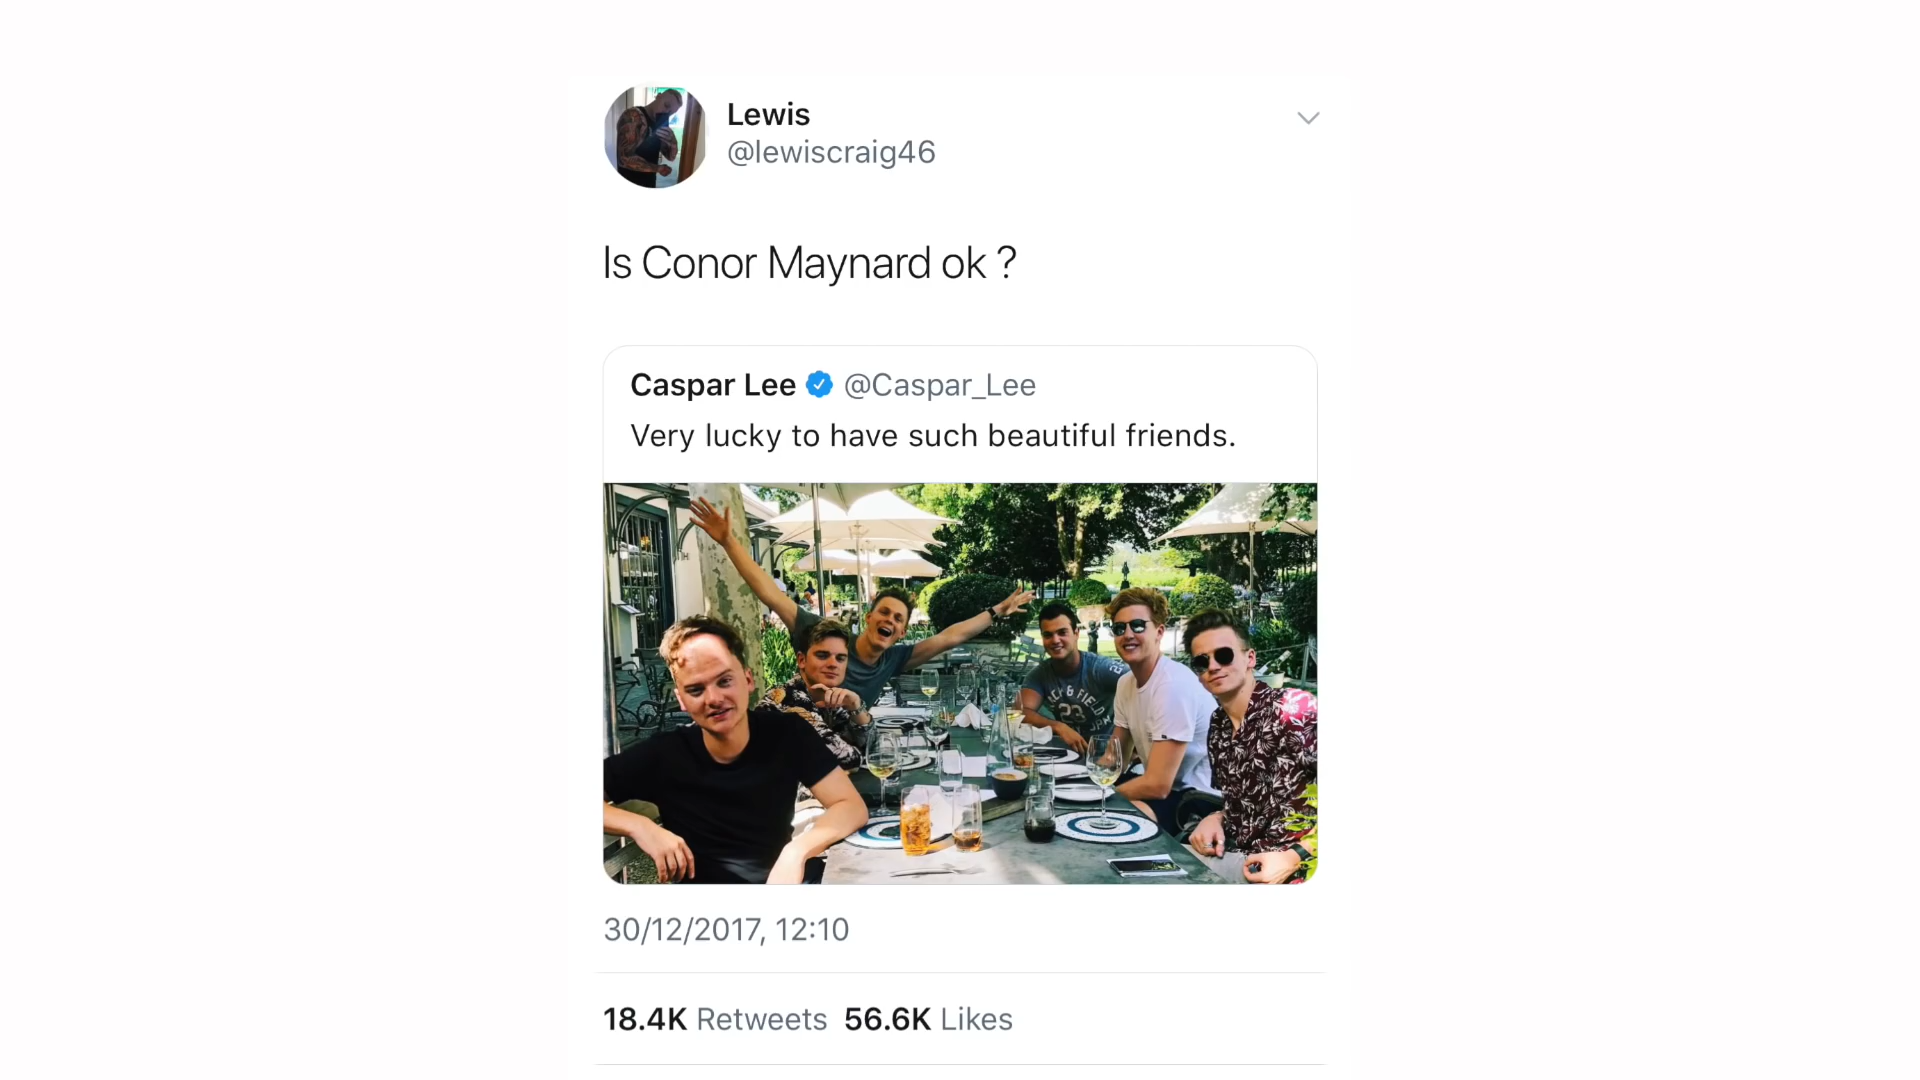 Lewis
@lewiscraig46
Is Conor Maynard ok ?
Caspar Lee @Caspar_Lee
Very lucky to have such beautiful friends.
30/12/2017, 12:10
18.4K Retweets 56.6K Likes